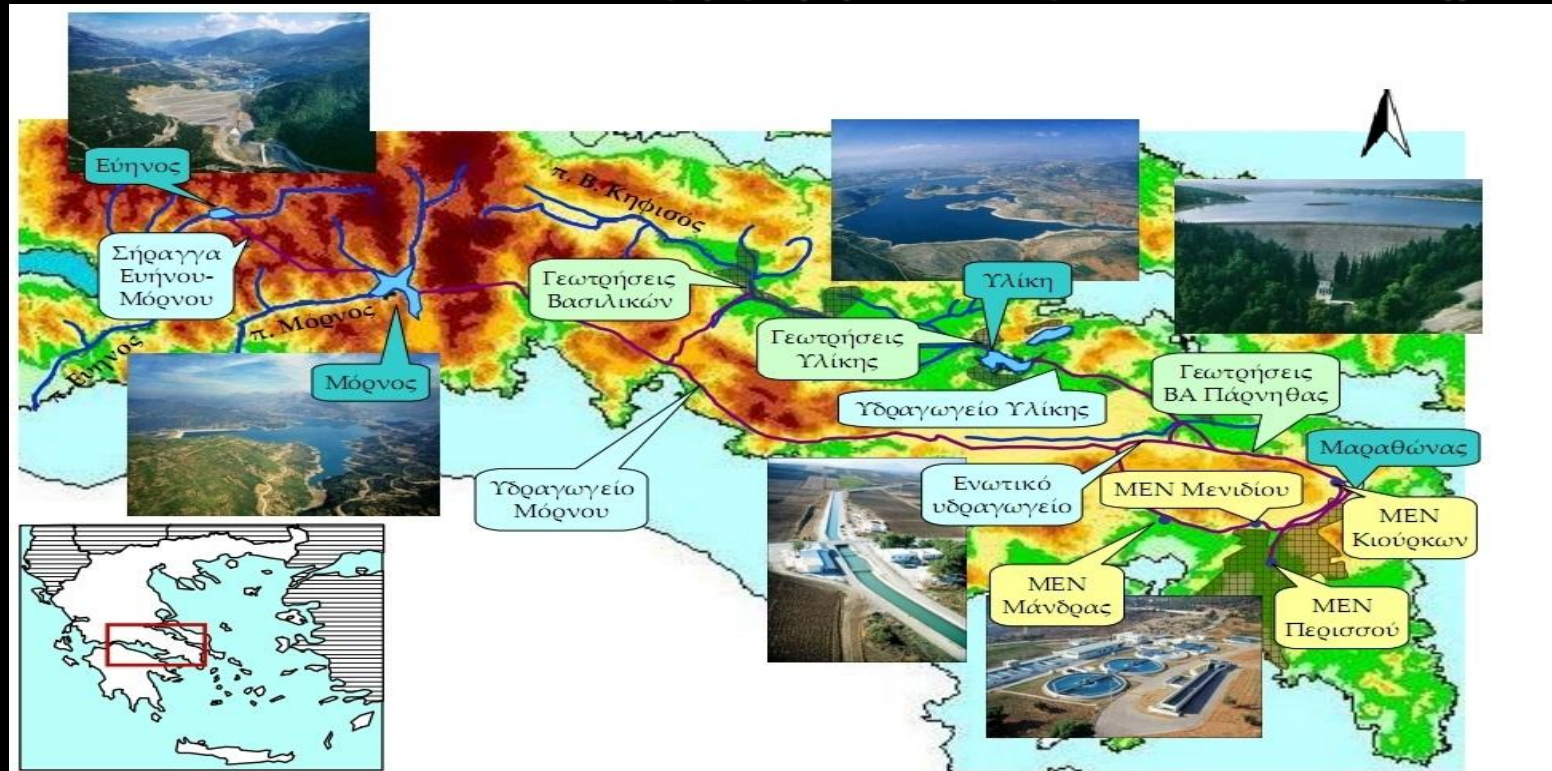 Εύηνος
π. Β. Κηφισός
Σήραγγα
Ευήνου-
Μόρνου
Γεωτρήσεις
Βασιλικών
Υλίκη
π. Μόρνος
π. Εύηνος
Γεωτρήσεις
Υλίκης
Μόρνος
Γεωτρήσεις
ΒΑ Πάρνηθας
Υδραγωγείο Υλίκης
Μαραθώνας
Υδραγωγείο
Μόρνου
Ενωτικό
υδραγωγείο
ΜΕΝ Μενιδίου
ΜΕΝ
Κιούρκων
ΜΕΝ
Μάνδρας
ΜΕΝ
Περισσού